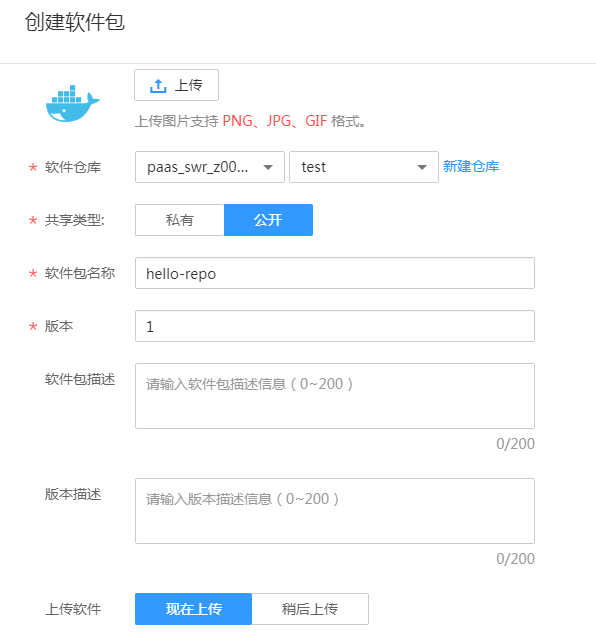 创建软件包
上传
上传图片支持 PNG、JPG、GIF 格式。
* 软件仓库 paas_swr_z00... test 新建仓库
* 共享类型: 私有 公开
* 软件包名称 hello-repo
* 版本 1
软件包描述 请输入软件包描述信息（0~200）
0/200
版本描述 请输入版本描述信息（0~200）
0/200
上传软件 现在上传 稍后上传